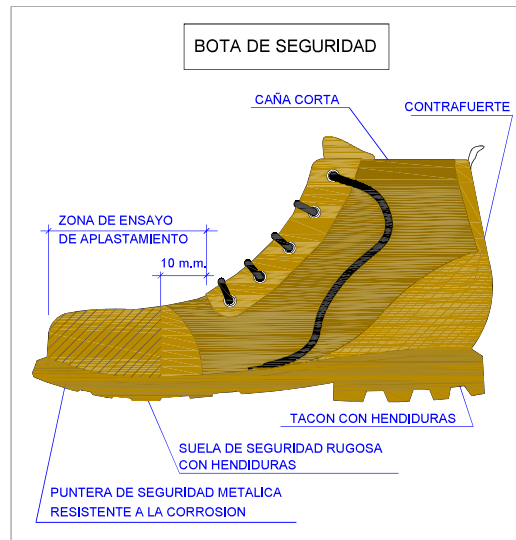 BOTA DE SEGURIDAD
CAÑA CORTA
CONTRAFUERTE
ZONA DE ENSAYO
DE APLASTAMIENTO
10 m.m.
TACON CON HENDIDURAS
SUELA DE SEGURIDAD RUGOSA
CON HENDIDURAS
PUNTERA DE SEGURIDAD METALICA
RESISTENTE A LA CORROSION